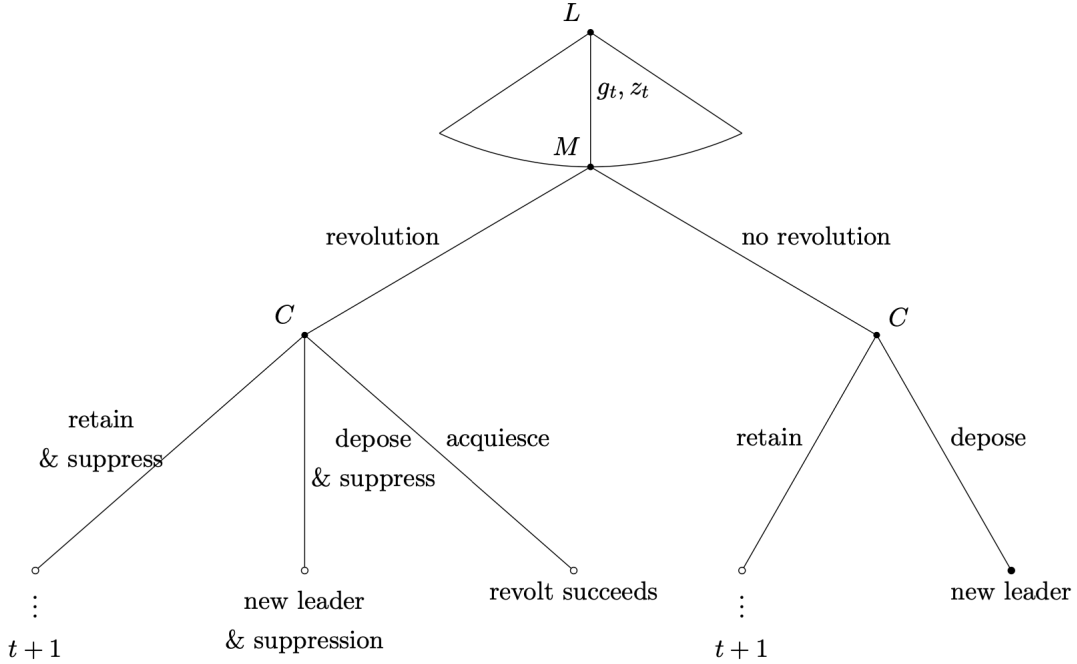 L
g_t, z_t
M
revolution
no revolution
C
C
retain
& suppress
depose
& suppress
acquiesce
retain
depose
⋮
t + 1
new leader
& suppression
revolt succeeds
⋮
t + 1
new leader